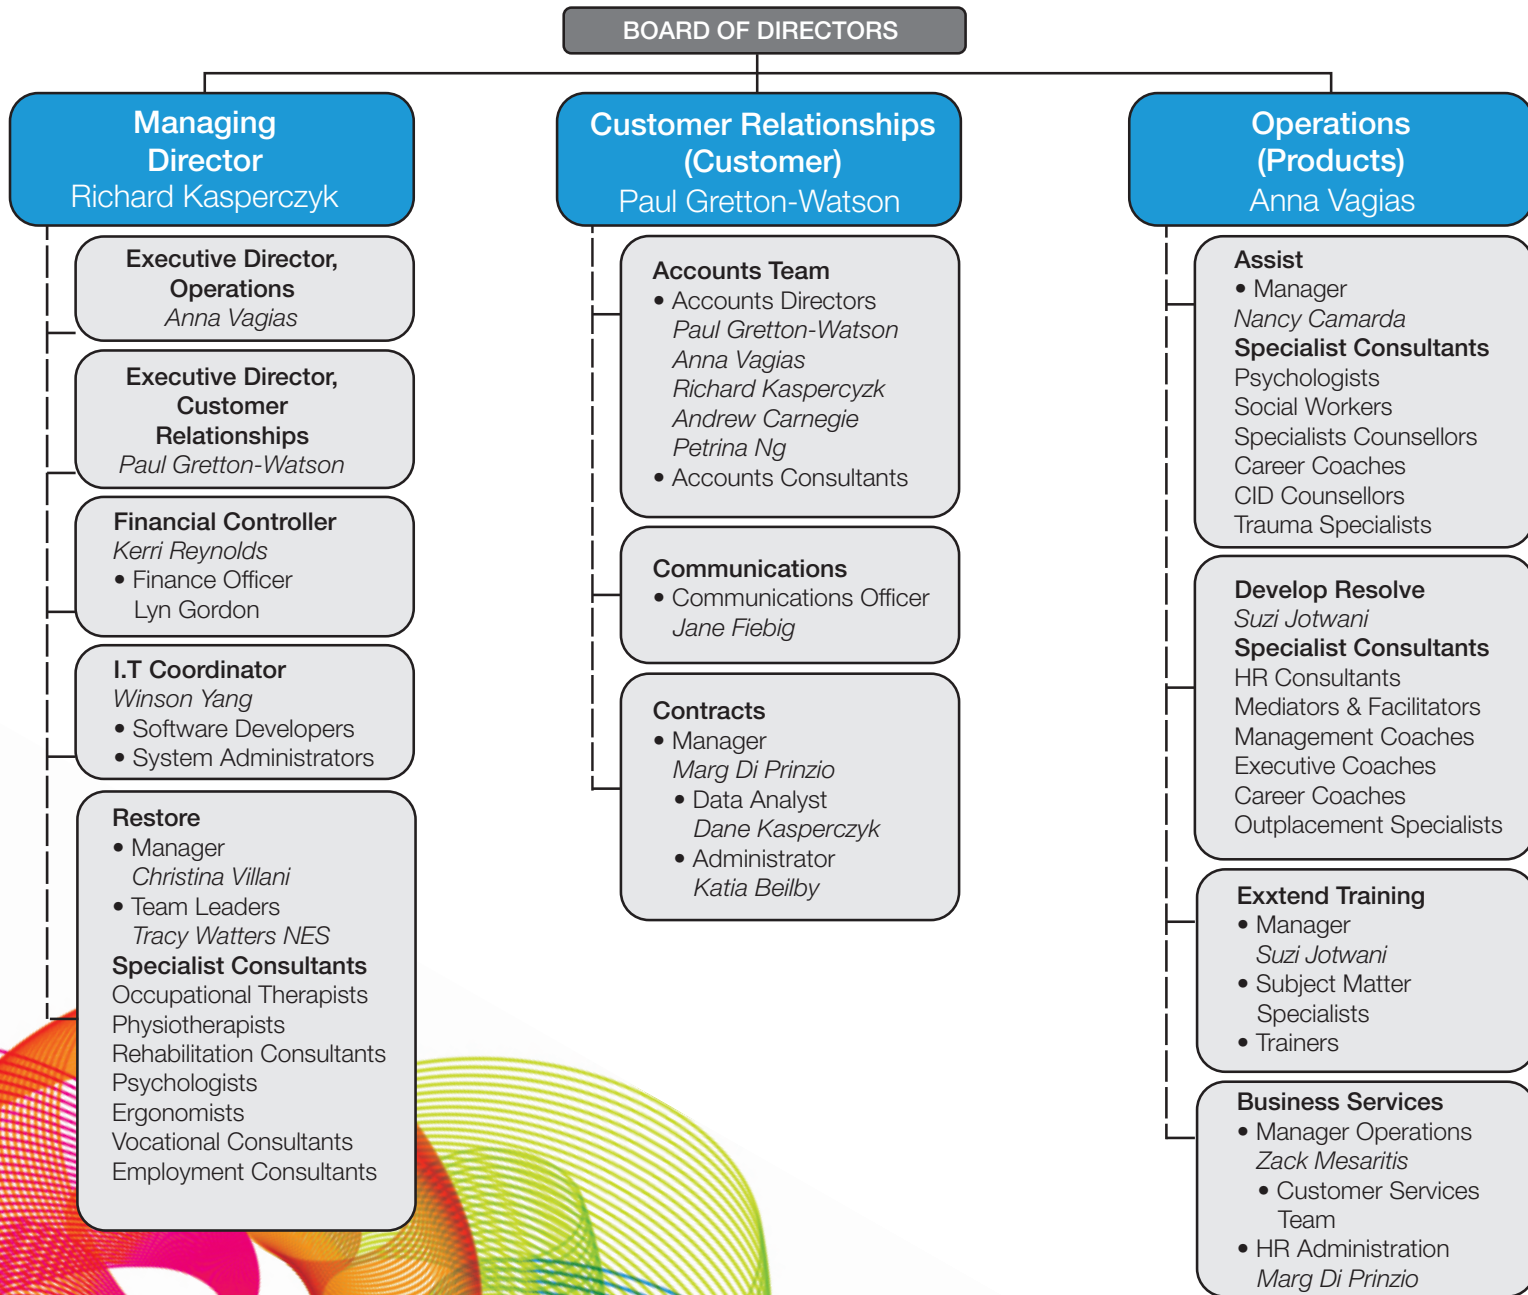 BOARD OF DIRECTORS
Managing
Director
Richard Kasperczyk
Executive Director,
Operations
Anna Vagias
Executive Director,
Customer
Relationships
Paul Gretton-Watson
Financial Controller
Kerri Reynolds
• Finance Officer
Lyn Gordon
I.T Coordinator
Winson Yang
• Software Developers
• System Administrators
Restore
• Manager
Christina Villani
• Team Leaders
Tracy Watters NES
Specialist Consultants
Occupational Therapists
Physiotherapists
Rehabilitation Consultants
Psychologists
Ergonomists
Vocational Consultants
Employment Consultants
Customer Relationships
(Customer)
Paul Gretton-Watson
Accounts Team
• Accounts Directors
Paul Gretton-Watson
Anna Vagias
Richard Kaspercyzk
Andrew Carnegie
Petrina Ng
• Accounts Consultants
Communications
• Communications Officer
Jane Fiebig
Contracts
• Manager
Marg Di Prinzio
• Data Analyst
Dane Kasperczyk
• Administrator
Katia Beilby
Operations
(Products)
Anna Vagias
Assist
• Manager
Nancy Camarda
Specialist Consultants
Psychologists
Social Workers
Specialists Counsellors
Career Coaches
CID Counsellors
Trauma Specialists
Develop Resolve
Suzi Jotwani
Specialist Consultants
HR Consultants
Mediators & Facilitators
Management Coaches
Executive Coaches
Career Coaches
Outplacement Specialists
Exxtend Training
• Manager
Suzi Jotwani
• Subject Matter
Specialists
• Trainers
Business Services
• Manager Operations
Zack Mesaritis
• Customer Services
Team
• HR Administration
Marg Di Prinzio